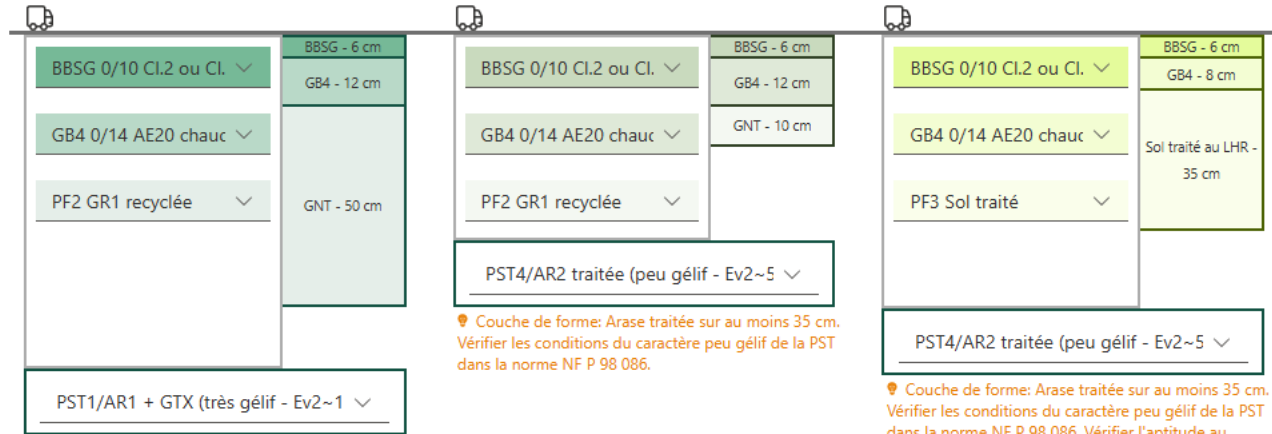 BBSG 0/10 Cl.2 ou Cl.
GB4 0/14 AE20 chauc
PF2 GR1 recyclée
BBSG - 6 cm
GB4 - 12 cm
GNT - 50 cm
PST1/AR1 + GTX (très gélif - Ev2~1
BBSG 0/10 Cl.2 ou Cl.
GB4 0/14 AE20 chauc
PF2 GR1 recyclée
BBSG - 6 cm
GB4 - 12 cm
GNT - 10 cm
PST4/AR2 traitée (peu gélif - Ev2~5
Couche de forme: Arase traitée sur au moins 35 cm.
Vérifier les conditions du caractère peu gélif de la PST
dans la norme NF P 98 086.
BBSG 0/10 Cl.2 ou Cl.
GB4 0/14 AE20 chauc
PF3 Sol traité
BBSG - 6 cm
GB4 - 8 cm
Sol traité au LHR -
35 cm
PST4/AR2 traitée (peu gélif - Ev2~5
Couche de forme: Arase traitée sur au moins 35 cm.
Vérifier les conditions du caractère peu gélif de la PST
dans la norme NF P 98 086. Vérifier l'aptitude au